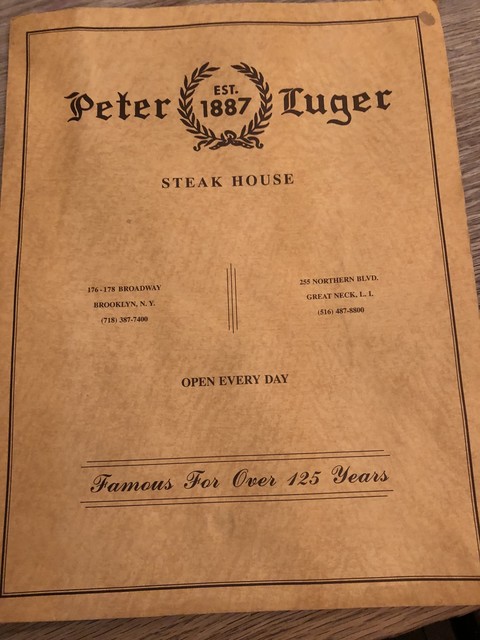 Peter Luger
EST.
1887
STEAK HOUSE
176-178 BROADWAY
BROOKLYN, N. Y.
(718) 387-7400
255 NORTHERN BLVD.
GREAT NECK, L. I.
(516) 487-8800
OPEN EVERY DAY
Famous For Over 125 Years